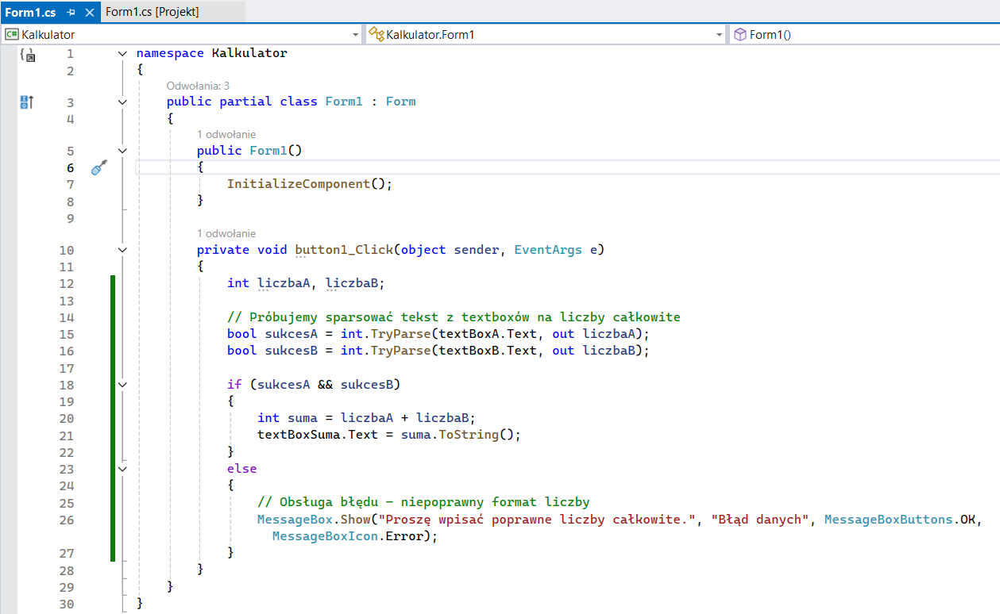 Form1.cs Form1.cs [Projekt]
Kalkulator Kalkulator.Form1 Form1()
1 namespace Kalkulator
2 {
Odwołania: 3
3 public partial class Form1 : Form
4 {
1 odwołanie
5 public Form1()
6 {
7 InitializeComponent();
8 }
9
1 odwołanie
10 private void button1_Click(object sender, EventArgs e)
11 {
12 int liczbaA, liczbaB;
13
14 // Próbujemy sparsować tekst z textboxów na liczby całkowite
15 bool sukcesA = int.TryParse(textBoxA.Text, out liczbaA);
16 bool sukcesB = int.TryParse(textBoxB.Text, out liczbaB);
17
18 if (sukcesA && sukcesB)
19 {
20 int suma = liczbaA + liczbaB;
21 textBoxSuma.Text = suma.ToString();
22 }
23 else
24 {
25 // Obsługa błędu – niepoprawny format liczby
26 MessageBox.Show("Proszę wpisać poprawne liczby całkowite.", "Błąd danych", MessageBoxButtons.OK,
MessageBoxIcon.Error);
27 }
28 }
29 }
30 }